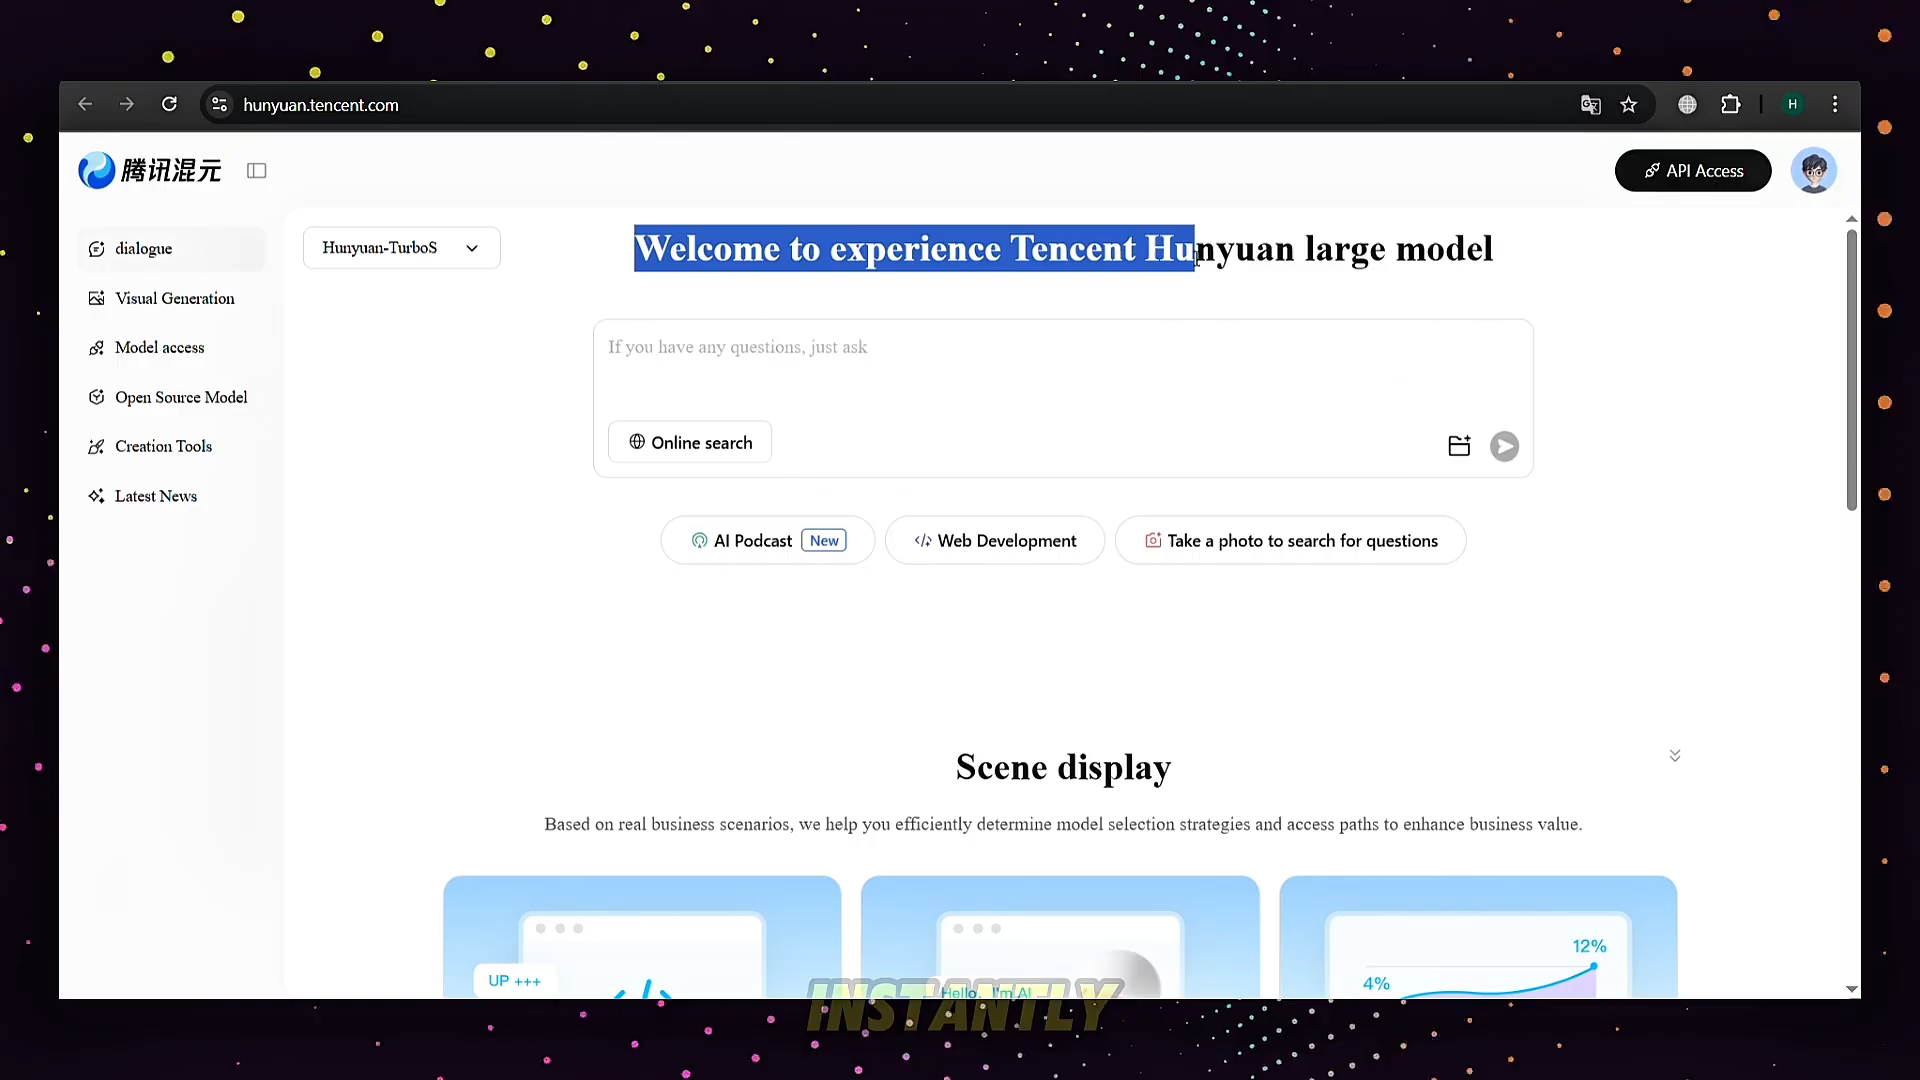 hunyuan.tencent.com
H
腾讯混元
API Access
dialogue
Visual Generation
Model access
Open Source Model
Creation Tools
Latest News
Hunyuan-TurboS
Welcome to experience Tencent Hunyuan large model
If you have any questions, just ask
Online search
AI Podcast New
Web Development
Take a photo to search for questions
Scene display
Based on real business scenarios, we help you efficiently determine model selection strategies and access paths to enhance business value.
UP +++
</>
Hello, I'm AI
4%
12%
INSTANTLY